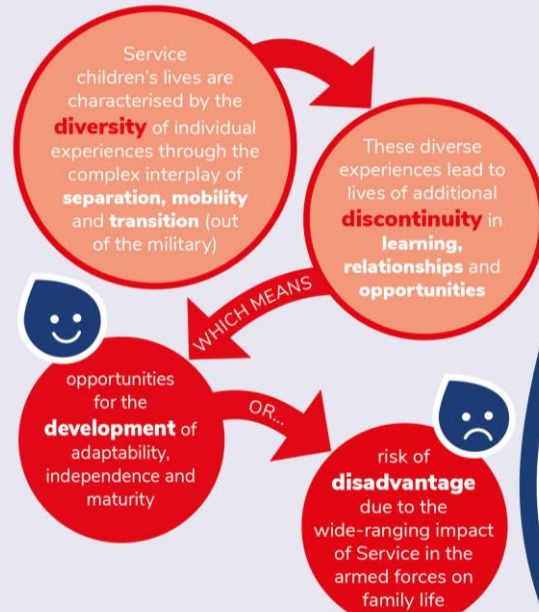 Service
children's lives are
characterised by the
diversity of individual
experiences through the
complex interplay of
separation, mobility
and transition (out
of the military)
These diverse
experiences lead to
lives of additional
discontinuity in
learning,
relationships and
opportunities
WHICH MEANS
opportunities
for the
development of
adaptability,
independence and
maturity
OR...
risk of
disadvantage
due to the
wide-ranging impact
of Service in the
armed forces on
family life